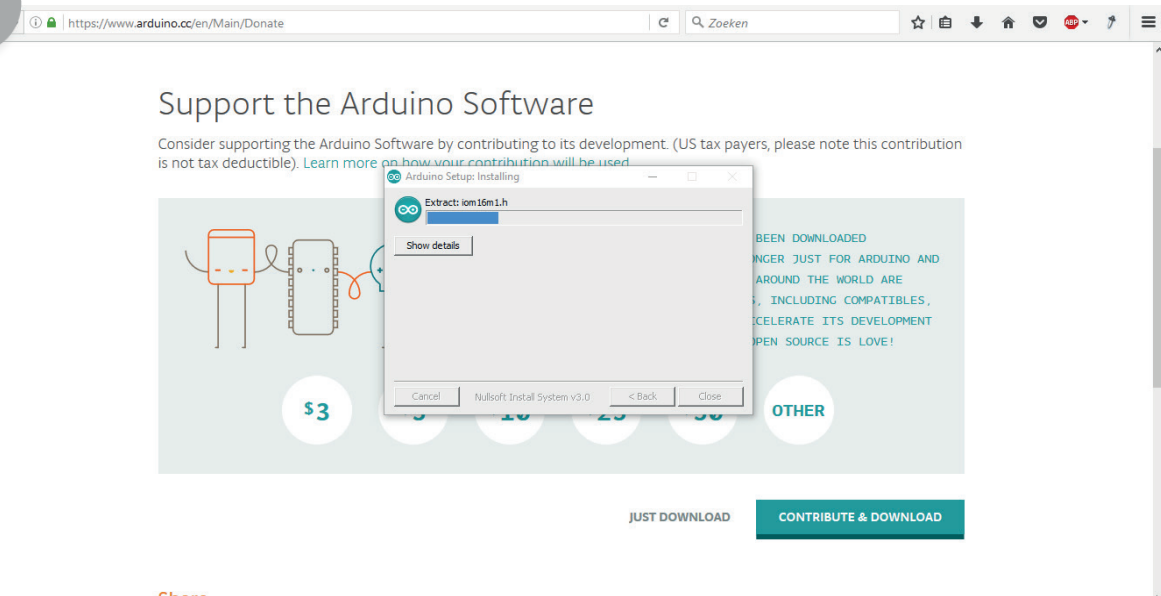 https://www.arduino.cc/en/Main/Donate
Zoeken
ABP
Support the Arduino Software
Consider supporting the Arduino Software by contributing to its development. (US tax payers, please note this contribution
is not tax deductible). Learn more on how your contribution will be used.
Arduino Setup: Installing
Extract: iom16m1.h
Show details
BEEN DOWNLOADED
JUST FOR ARDUINO AND
AROUND THE WORLD ARE
, INCLUDING COMPATIBLES,
ITS DEVELOPMENT
SOURCE IS LOVE!
Cancel
Nullsoft Install System v3.0
< Back
Close
$3
OTHER
JUST DOWNLOAD
CONTRIBUTE & DOWNLOAD